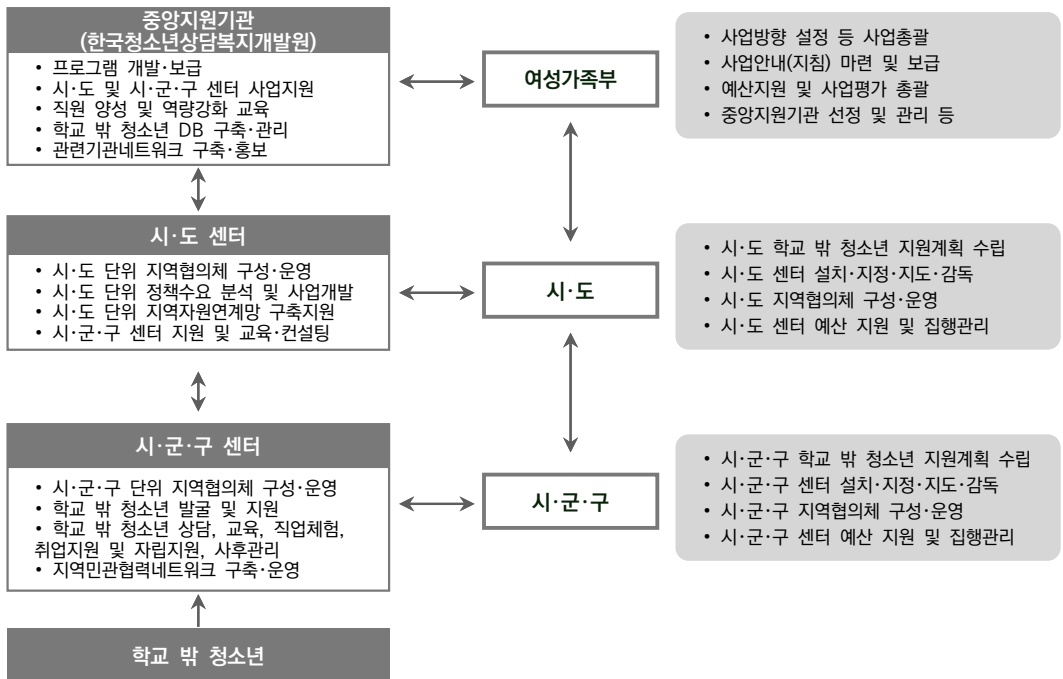 중앙지원기관
(한국청소년상담복지개발원)
• 프로그램 개발·보급
• 시·도 및 시·군·구 센터 사업지원
• 직원 양성 및 역량강화 교육
• 학교 밖 청소년 DB 구축·관리
• 관련기관네트워크 구축·홍보
여성가족부
• 사업방향 설정 등 사업총괄
• 사업안내(지침) 마련 및 보급
• 예산지원 및 사업평가 총괄
• 중앙지원기관 선정 및 관리 등
시·도 센터
• 시·도 단위 지역협의체 구성·운영
• 시·도 단위 정책수요 분석 및 사업개발
• 시·도 단위 지역자원연계망 구축지원
• 시·군·구 센터 지원 및 교육·컨설팅
시·도
• 시·도 학교 밖 청소년 지원계획 수립
• 시·도 센터 설치·지정·지도·감독
• 시·도 지역협의체 구성·운영
• 시·도 센터 예산 지원 및 집행관리
시·군·구 센터
• 시·군·구 단위 지역협의체 구성·운영
• 학교 밖 청소년 발굴 및 지원
• 학교 밖 청소년 상담, 교육, 직업체험,
취업지원 및 자립지원, 사후관리
• 지역민관협력네트워크 구축·운영
시·군·구
• 시·군·구 학교 밖 청소년 지원계획 수립
• 시·군·구 센터 설치·지정·지도·감독
• 시·군·구 지역협의체 구성·운영
• 시·군·구 센터 예산 지원 및 집행관리
학교 밖 청소년